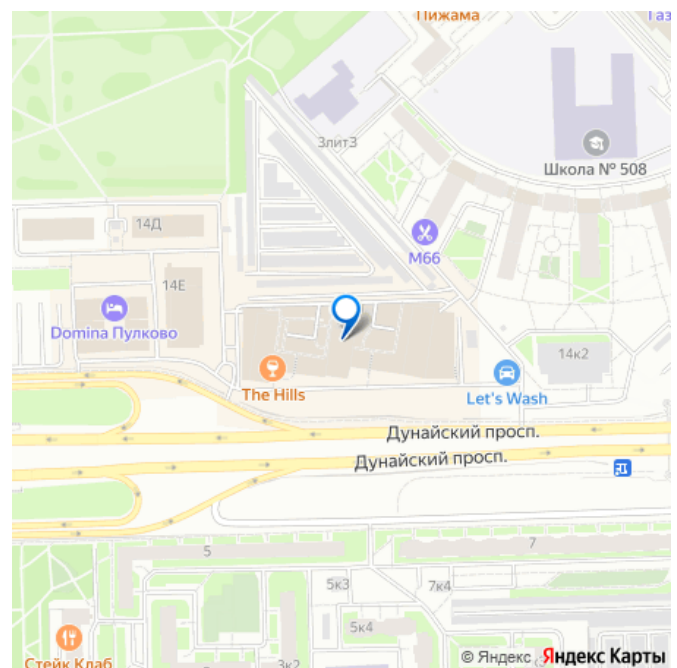 Пижама
Газ
3литЗ
Школа № 508
14Д
М66
14Е
Domina Пулково
14к2
The Hills
Let's Wash
Дунайский просп.
Дунайский просп.
5
7
5к3
7к4
5к4
Стейк Клаб
3к2
© Яндекс Яндекс Карты